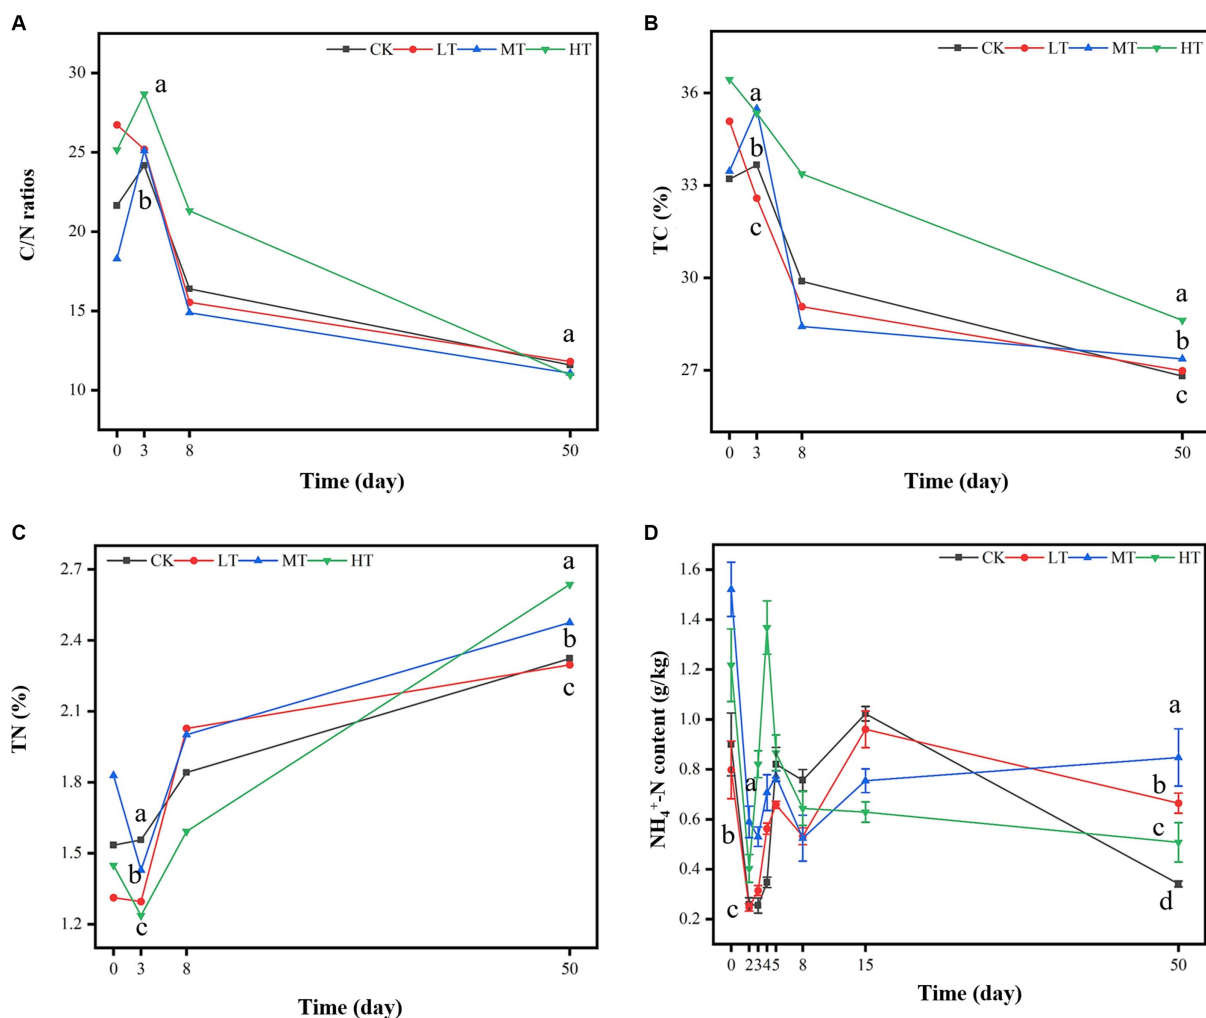 A
CK LT MT HT
30
25
20
15
10
C/N ratios
a
b
a
0 3 8 50
Time (day)
B
CK LT MT HT
36
33
30
27
TC (%)
a
b
c
a
b
c
0 3 8 50
Time (day)
C
CK LT MT HT
2.7
2.4
2.1
1.8
1.5
1.2
TN (%)
a
b
c
a
b
c
0 3 8 50
Time (day)
D
CK LT MT HT
1.6
1.4
1.2
1.0
0.8
0.6
0.4
0.2
NH₄⁺-N content (g/kg)
a
b
c
a
b
c
d
0 2 3 4 5 8 15 50
Time (day)